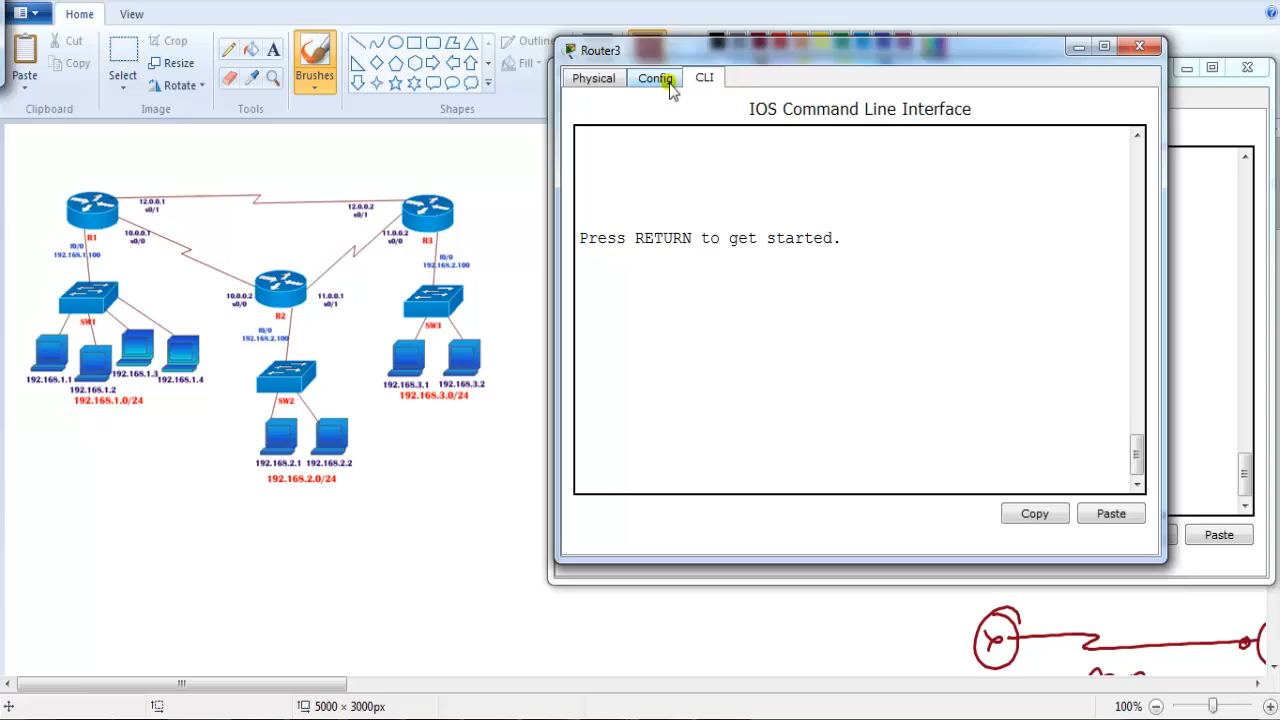 Home View
Paste
Cut
Copy
Clipboard
Select
Crop
Resize
Rotate
Image
A
Tools
Brushes
Outline
Fill
Shapes
Router3
Physical Config CLI
IOS Command Line Interface
Press RETURN to get started.
Copy Paste
Paste
12.0.0.1
s0/1
12.0.0.2
s0/1
R1
10.0.0.1
s0/0
11.0.0.2
s0/0
R3
f0/0
192.168.1.100
f0/0
192.168.2.100
10.0.0.2
s0/0
11.0.0.1
s0/1
R2
SW1
SW3
f0/0
192.168.2.100
192.168.1.1
192.168.1.2
192.168.1.3
192.168.1.4
192.168.1.0/24
192.168.3.1 192.168.3.2
192.168.3.0/24
SW2
192.168.2.1 192.168.2.2
192.168.2.0/24
5000 × 3000px
100%